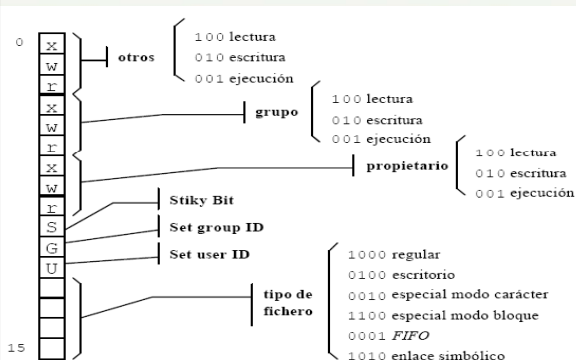 0
x
w
r
x
w
r
x
w
r
S
G
U
15
otros
100 lectura
010 escritura
001 ejecución
grupo
100 lectura
010 escritura
001 ejecución
propietario
100 lectura
010 escritura
001 ejecución
Stiky Bit
Set group ID
Set user ID
tipo de
fichero
1000 regular
0100 escritorio
0010 especial modo carácter
1100 especial modo bloque
0001 FIFO
1010 enlace simbólico